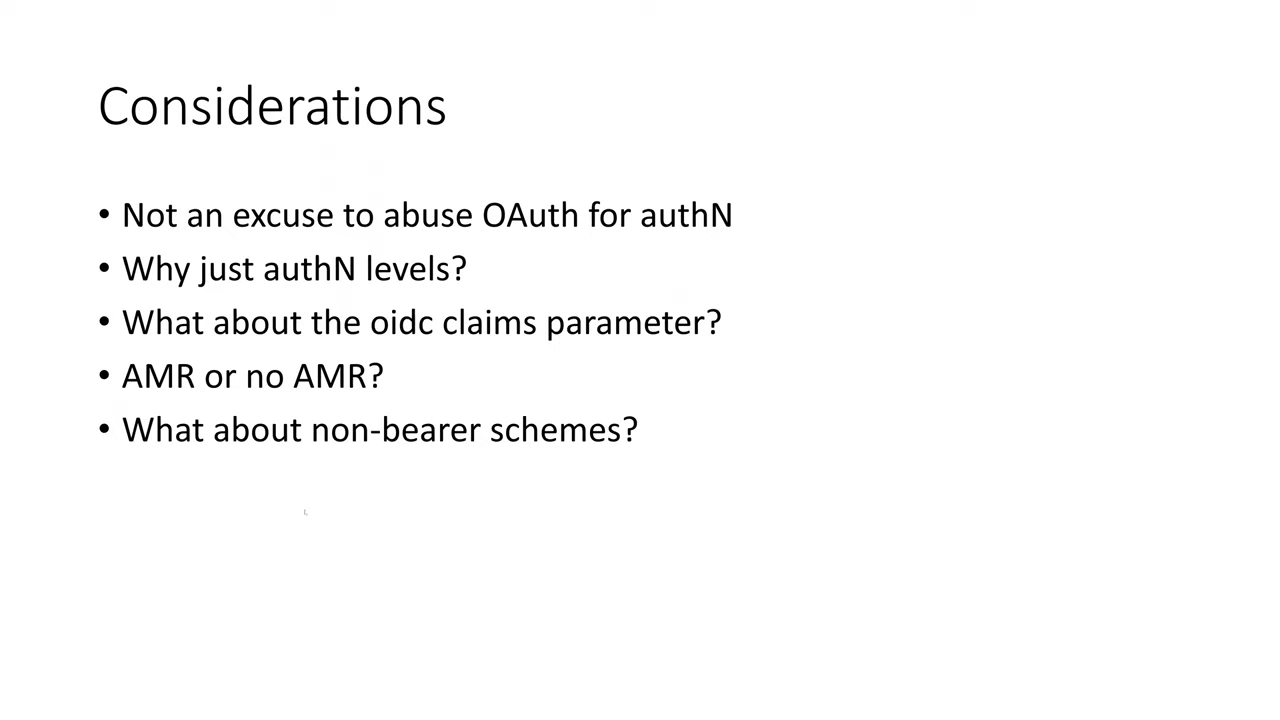 Considerations
• Not an excuse to abuse OAuth for authN
• Why just authN levels?
• What about the oidc claims parameter?
• AMR or no AMR?
• What about non-bearer schemes?